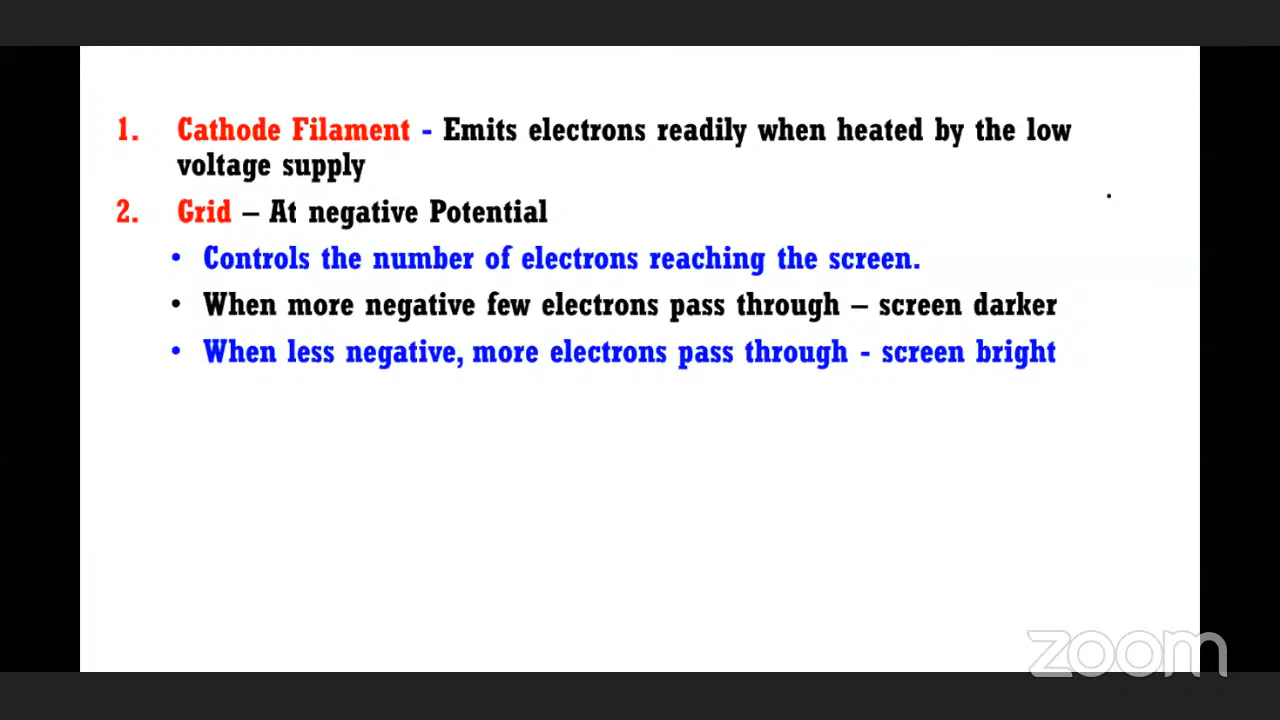 1. Cathode Filament - Emits electrons readily when heated by the low
voltage supply
2. Grid – At negative Potential
• Controls the number of electrons reaching the screen.
• When more negative few electrons pass through – screen darker
• When less negative, more electrons pass through - screen bright
zoom